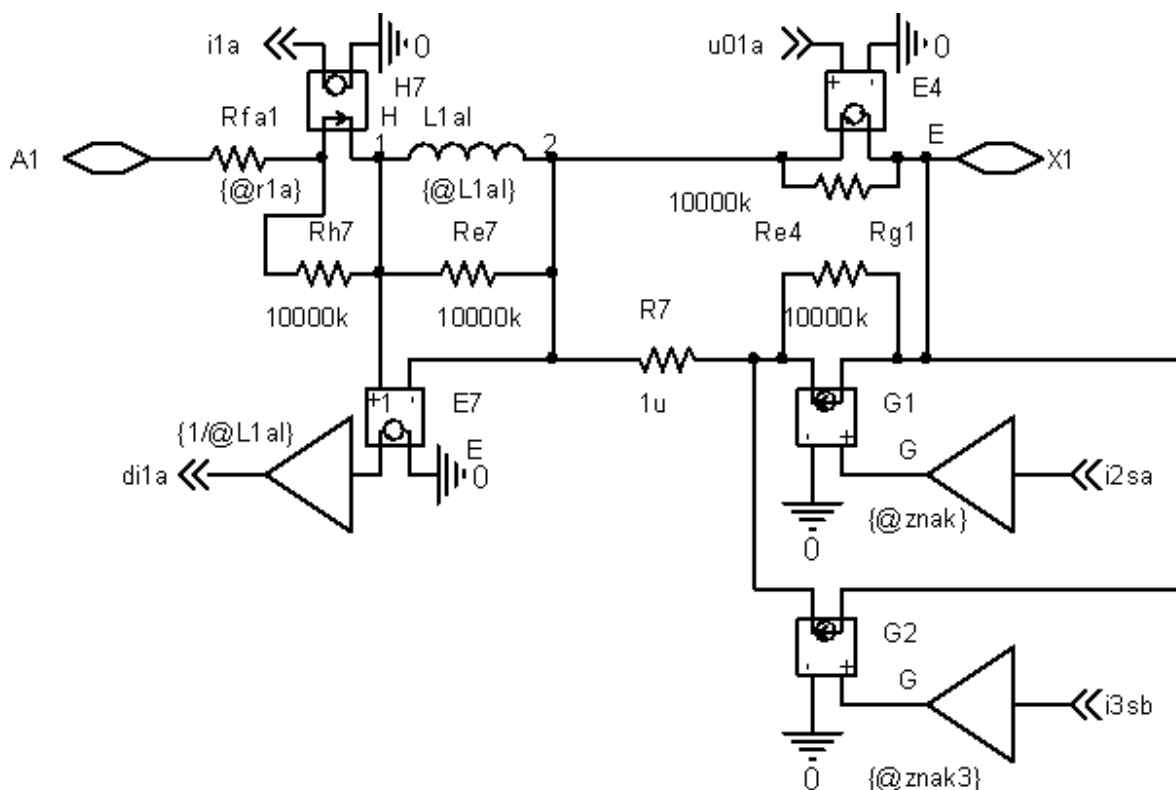 i1a
0
u01a
0
H7
E4
Rfa1
H
L1al
E
A1
1
2
X1
{@r1a}
{@L1al}
10000k
Rh7
Re7
Re4
Rg1
10000k
10000k
R7
10000k
1u
+
-
+1
-
E7
G1
{1/@L1al}
E
-
+
G
di1a
0
i2sa
{@znak}
0
G2
-
+
G
i3sb
0
{@znak3}